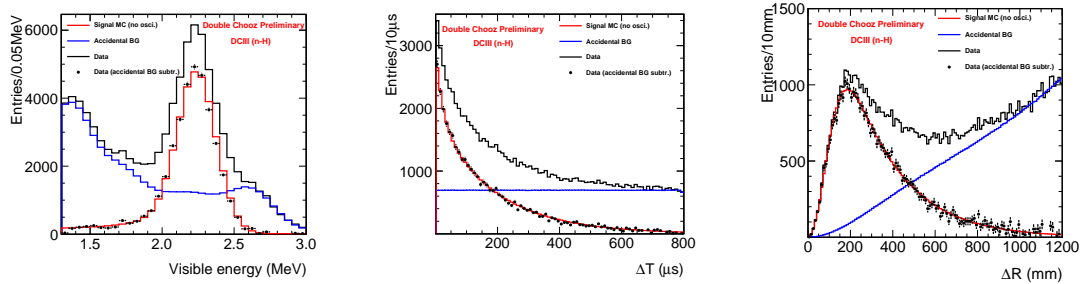 Entries/0.05MeV
6000
4000
2000
0
Double Chooz Preliminary
DCIII (n-H)
Signal MC (no osci.)
Accidental BG
Data
Data (accidental BG subtr.)
1.5
2.0
2.5
3.0
Visible energy (MeV)
Entries/10μs
3000
2000
1000
Double Chooz Preliminary
DCIII (n-H)
Signal MC (no osci.)
Accidental BG
Data
Data (accidental BG subtr.)
200
400
600
800
ΔT (μs)
Entries/10mm
1500
1000
500
Double Chooz Preliminary
DCIII (n-H)
Signal MC (no osci.)
Accidental BG
Data
Data (accidental BG subtr.)
0
200
400
600
800
1000
1200
ΔR (mm)